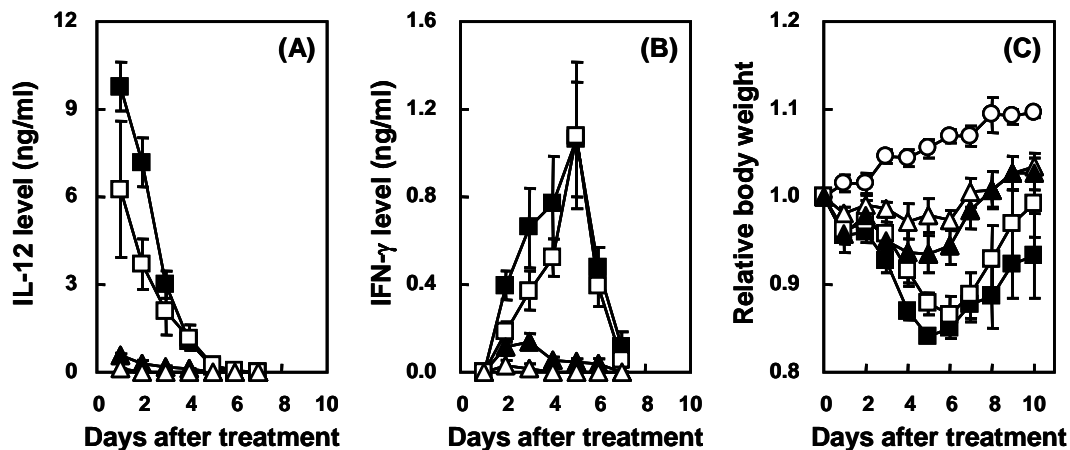 (A)
IL-12 level (ng/ml)
12
9
6
3
0
0 2 4 6 8 10
Days after treatment
(B)
IFN-γ level (ng/ml)
1.6
1.2
0.8
0.4
0.0
0 2 4 6 8 10
Days after treatment
(C)
Relative body weight
1.2
1.1
1.0
0.9
0.8
0 2 4 6 8 10
Days after treatment